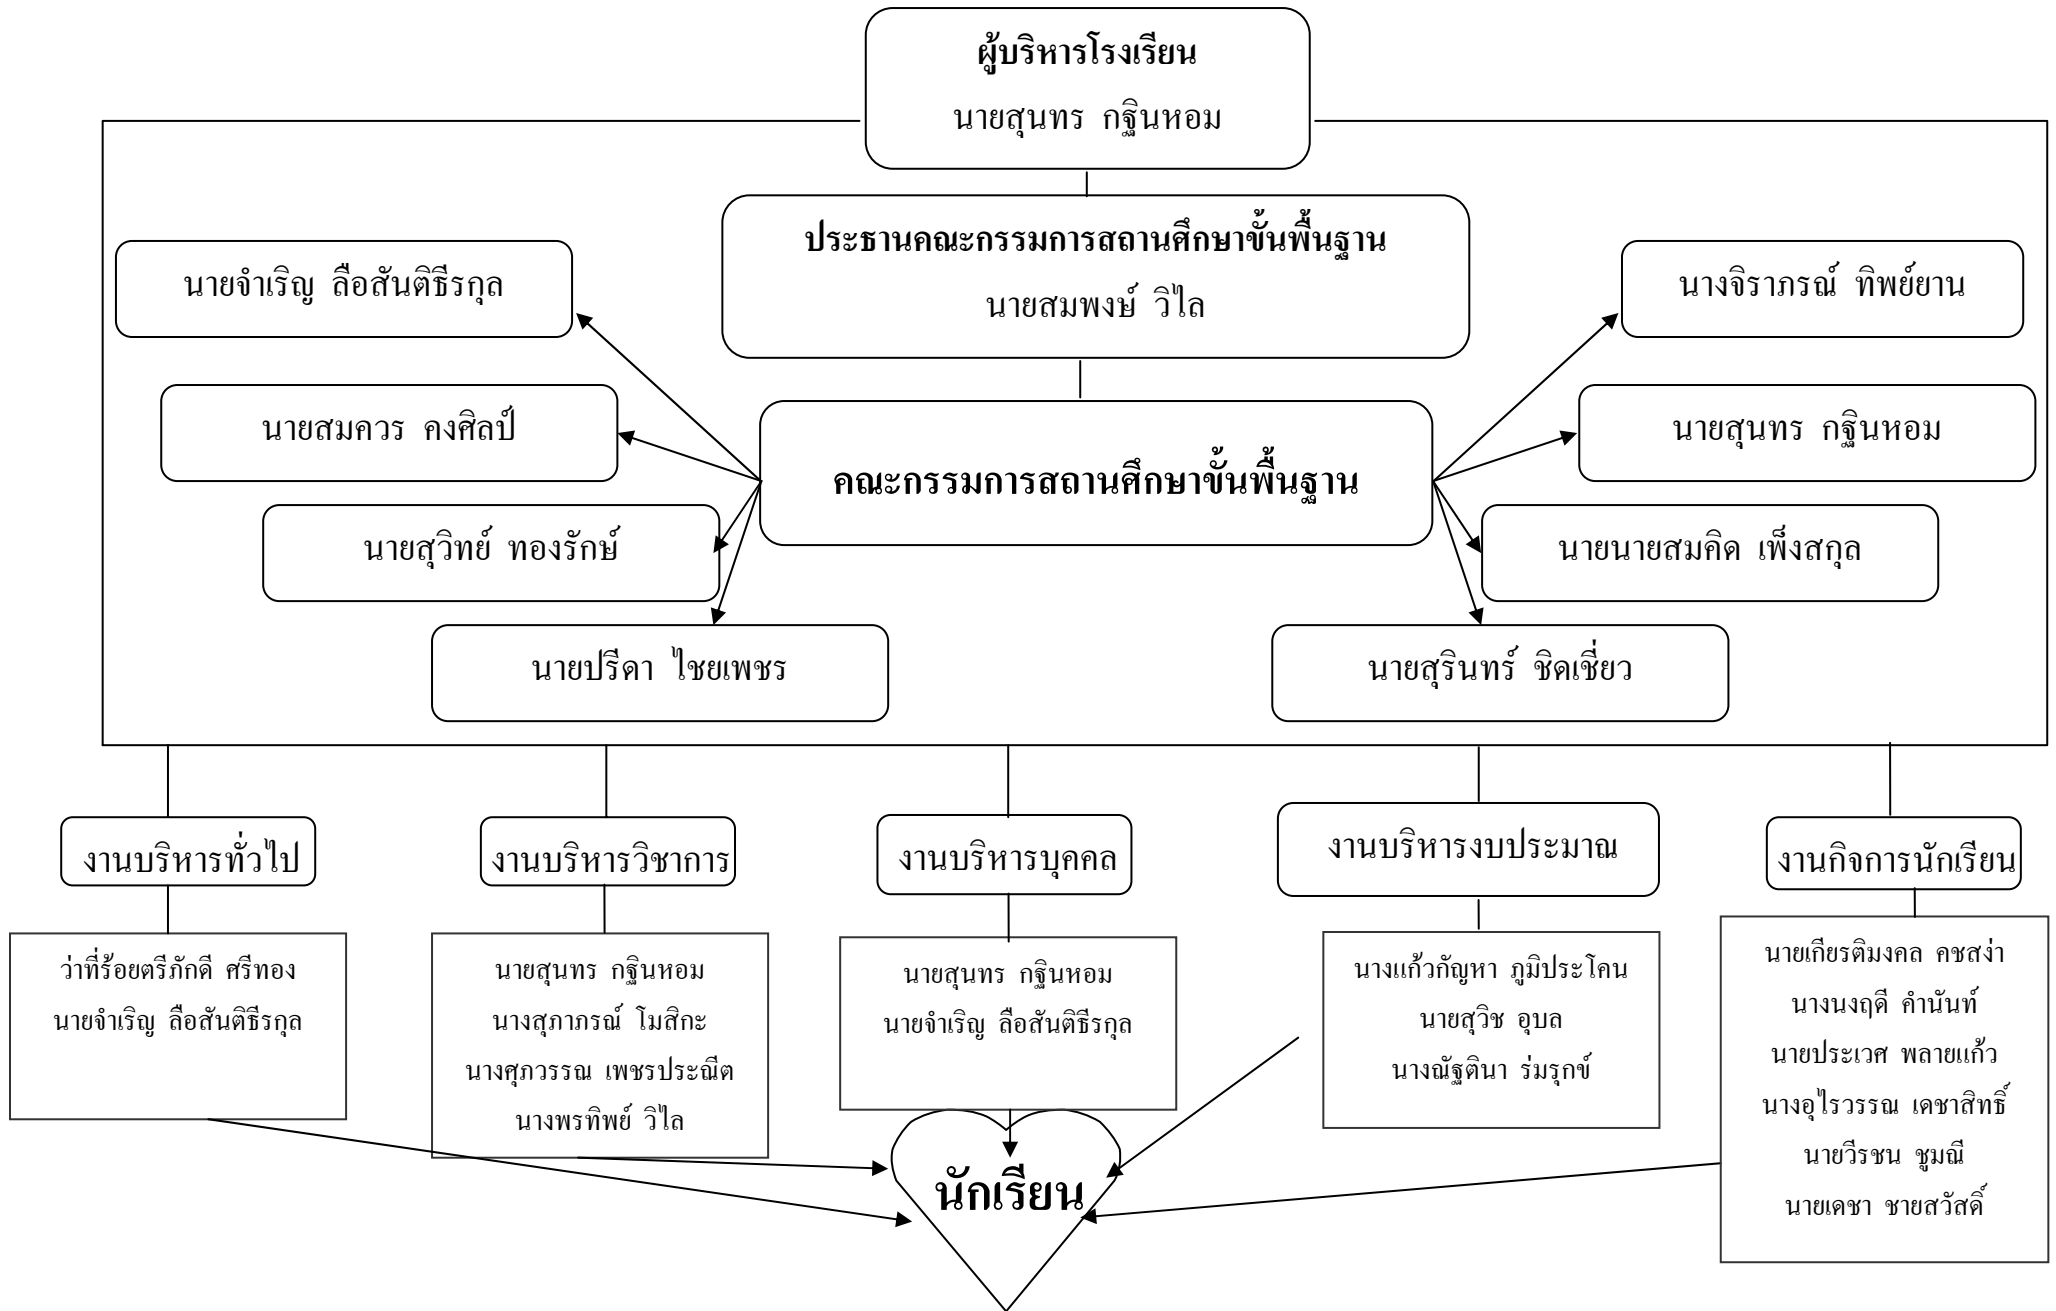 ผู้บริหารโรงเรียน
นายสุนทร กฐินหอม
ประธานคณะกรรมการสถานศึกษาขั้นพื้นฐาน
นายสมพงษ์ วิไล
นายจำเริญ ลือสันติธีรกุล
นางจิราภรณ์ ทิพย์ยาน
นายสมควร คงศิลป์
นายสุนทร กฐินหอม
คณะกรรมการสถานศึกษาขั้นพื้นฐาน
นายสุวิทย์ ทองรักษ์
นายนายสมคิด เพ็งสกุล
นายปรีดา ไชยเพชร
นายสุรินทร์ ชิดเชี่ยว
งานบริหารทั่วไป
งานบริหารวิชาการ
งานบริหารบุคคล
งานบริหารงบประมาณ
งานกิจการนักเรียน
ว่าที่ร้อยตรีภักดี ศรีทอง
นายจำเริญ ลือสันติธีรกุล
นายสุนทร กฐินหอม
นางสุภาภรณ์ โมสิกะ
นางศุภวรรณ เพชรประณีต
นางพรทิพย์ วิไล
นายสุนทร กฐินหอม
นายจำเริญ ลือสันติธีรกุล
นางแก้วกัญหา ภูมิประโคน
นายสุวิช อุบล
นางณัฐตินา ร่มรุกข์
นายเกียรติมงคล คชสง่า
นางนงฤดี คำนันท์
นายประเวศ พลายแก้ว
นางอุไรวรรณ เดชาสิทธิ์
นายวีรชน ชูมณี
นายเดชา ชายสวัสดิ์
นักเรียน